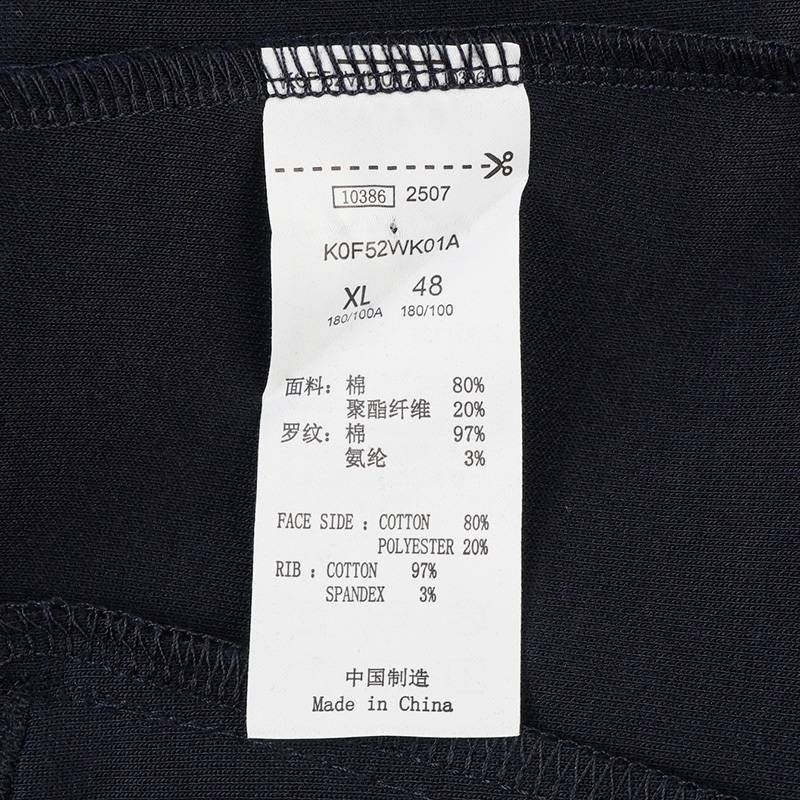 10386 2507
K0F52WK01A
XL 48
180/100A 180/100
面料: 棉 80%
聚酯纤维 20%
罗纹: 棉 97%
氨纶 3%
FACE SIDE : COTTON 80%
POLYESTER 20%
RIB : COTTON 97%
SPANDEX 3%
中国制造
Made in China